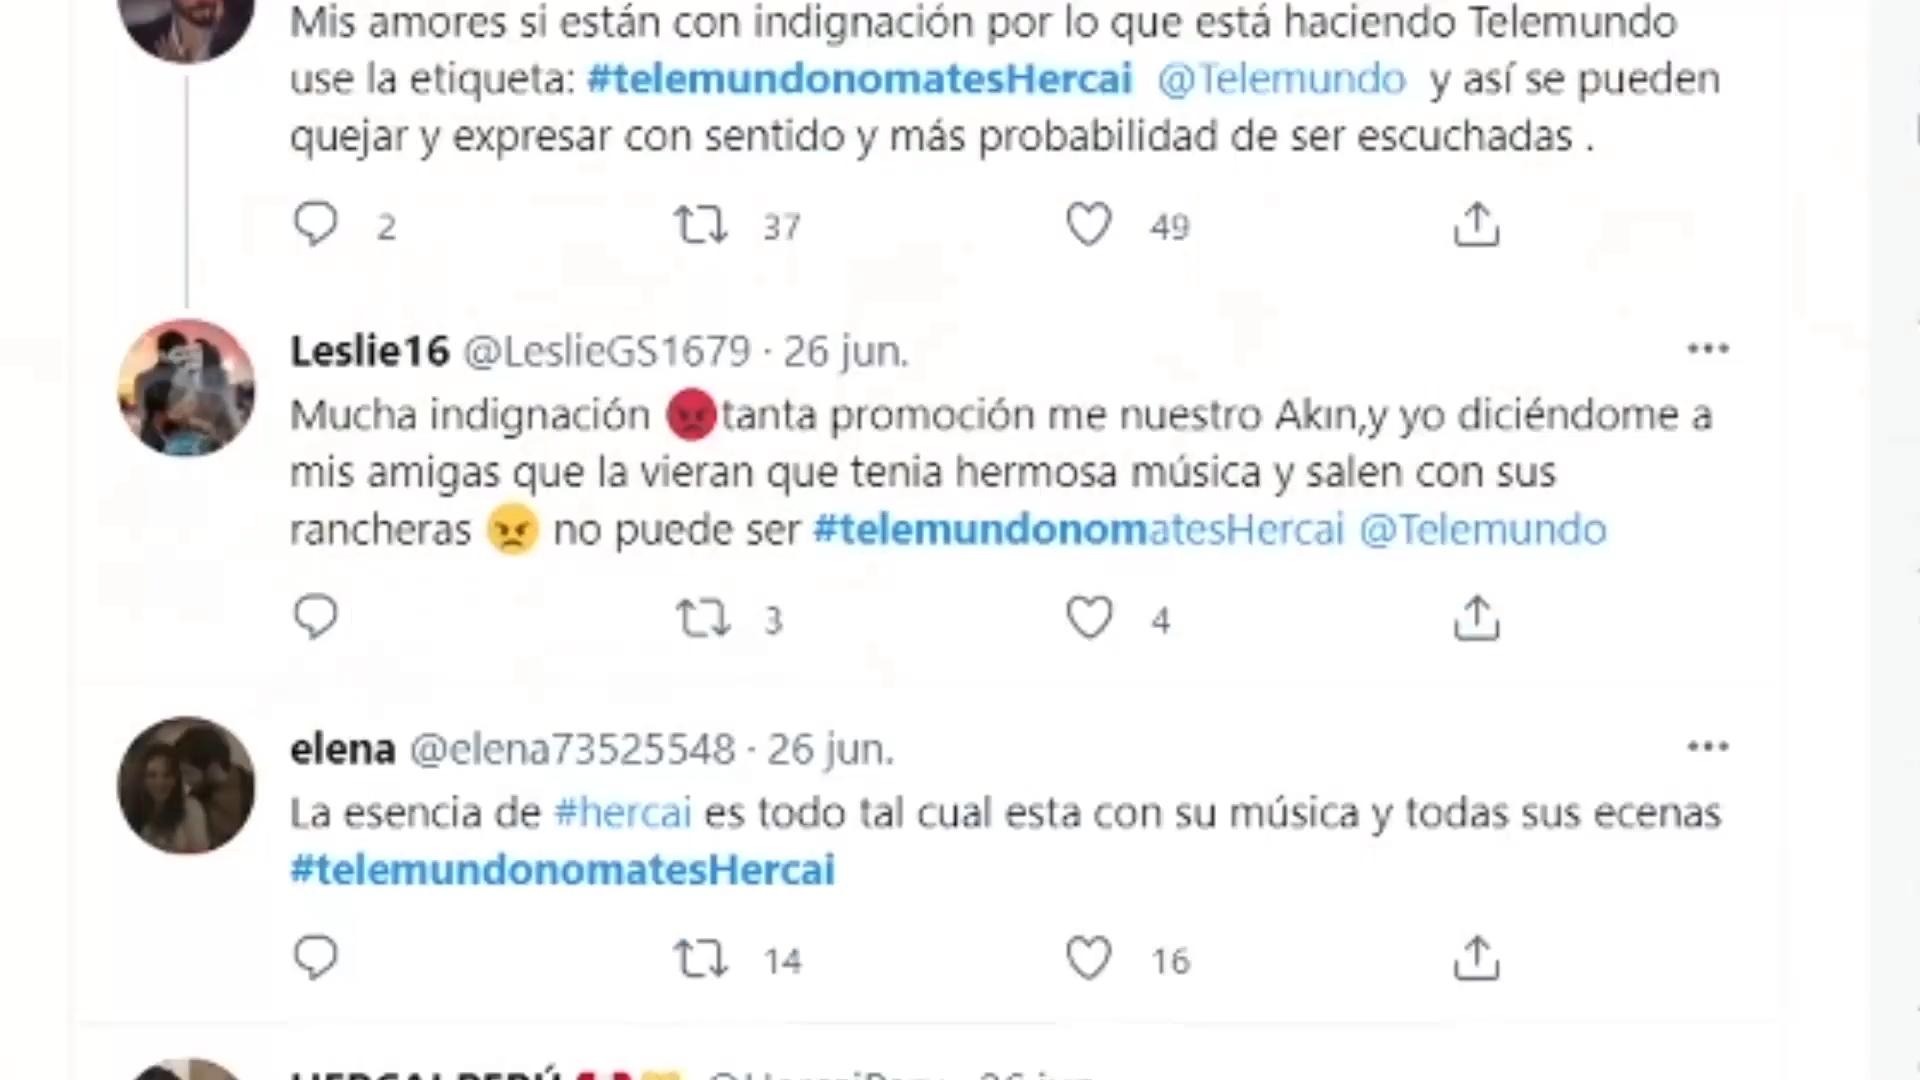 Mis amores si están con indignación por lo que está haciendo Telemundo
use la etiqueta: #telemundonomatesHercai @Telemundo y así se pueden
quejar y expresar con sentido y más probabilidad de ser escuchadas .
2 37 49
Leslie16 @LeslieGS1679 · 26 jun.
Mucha indignación 😡tanta promoción me nuestro Akın,y yo diciéndome a
mis amigas que la vieran que tenia hermosa música y salen con sus
rancheras 😠 no puede ser #telemundonomatesHercai @Telemundo
3 4
elena @elena73525548 · 26 jun.
La esencia de #hercai es todo tal cual esta con su música y todas sus ecenas
#telemundonomatesHercai
14 16
HERCAI PERÚ